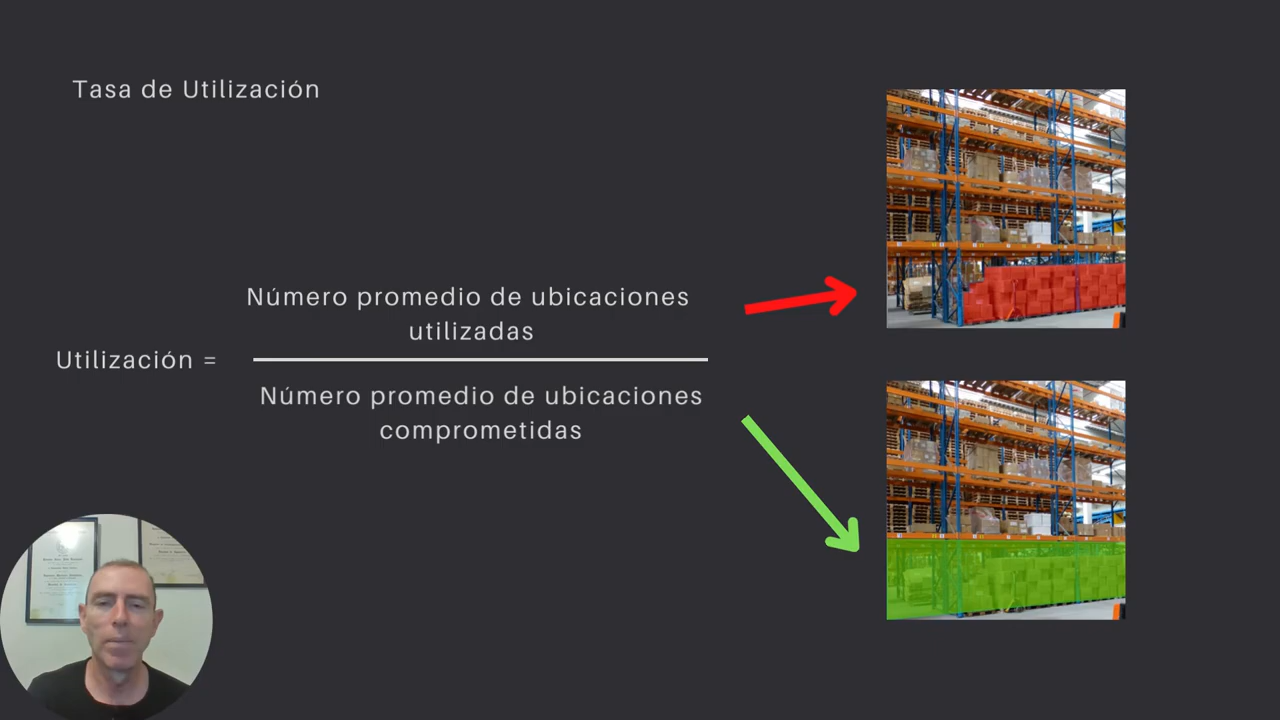 Tasa de Utilización
Número promedio de ubicaciones
utilizadas
Utilización =
Número promedio de ubicaciones
comprometidas